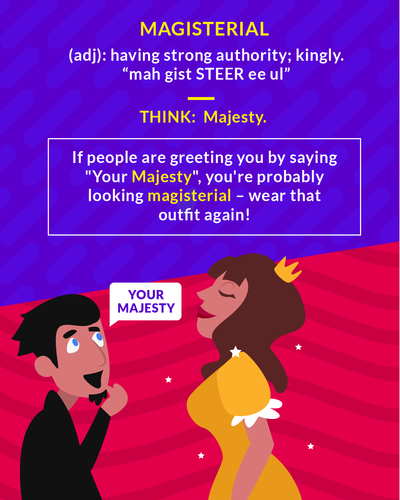 MAGISTERIAL
(adj): having strong authority; kingly.
“mah gist STEER ee ul”
THINK: Majesty.
If people are greeting you by saying
"Your Majesty", you're probably
looking magisterial – wear that
outfit again!
YOUR
MAJESTY